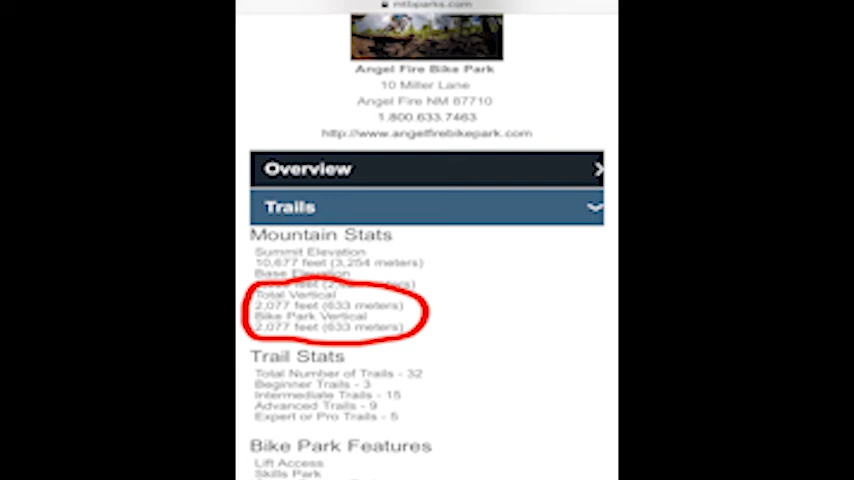 mtbparks.com
Angel Fire Bike Park
10 Miller Lane
Angel Fire NM 87710
1.800.633.7463
http://www.angelfirebikepark.com
Overview
Trails
Mountain Stats
Summit Elevation
10,677 feet (3,254 meters)
Base Elevation
feet meters)
Total Vertical
2,077 feet (633 meters)
Bike Park Vertical
2,077 feet (633 meters)
Trail Stats
Total Number of Trails - 32
Beginner Trails - 3
Intermediate Trails - 15
Advanced Trails - 9
Expert or Pro Trails - 5
Bike Park Features
Lift Access
Skills Park